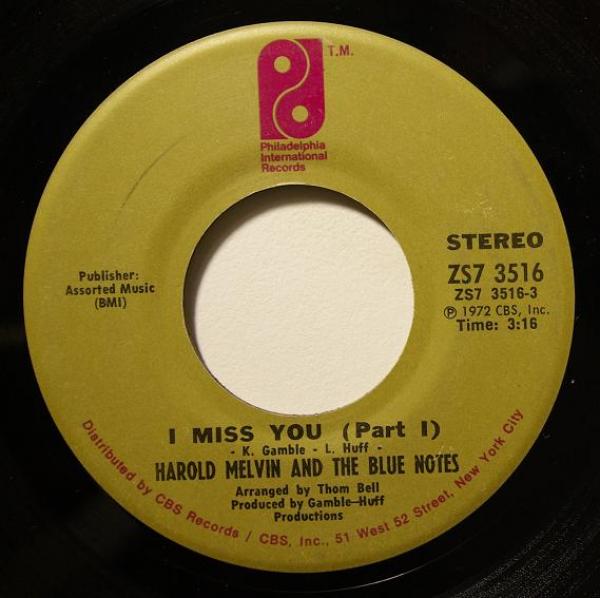 T.M.
Philadelphia
International
Records
Publisher:
Assorted Music
(BMI)
STEREO
ZS7 3516
ZS7 3516-3
Ⓟ 1972 CBS, Inc.
Time: 3:16
I MISS YOU (Part I)
- K. Gamble - L. Huff -
HAROLD MELVIN AND THE BLUE NOTES
Arranged by Thom Bell
Produced by Gamble-Huff
Productions
Distributed by CBS Records / CBS, Inc., 51 West 52 Street, New York City